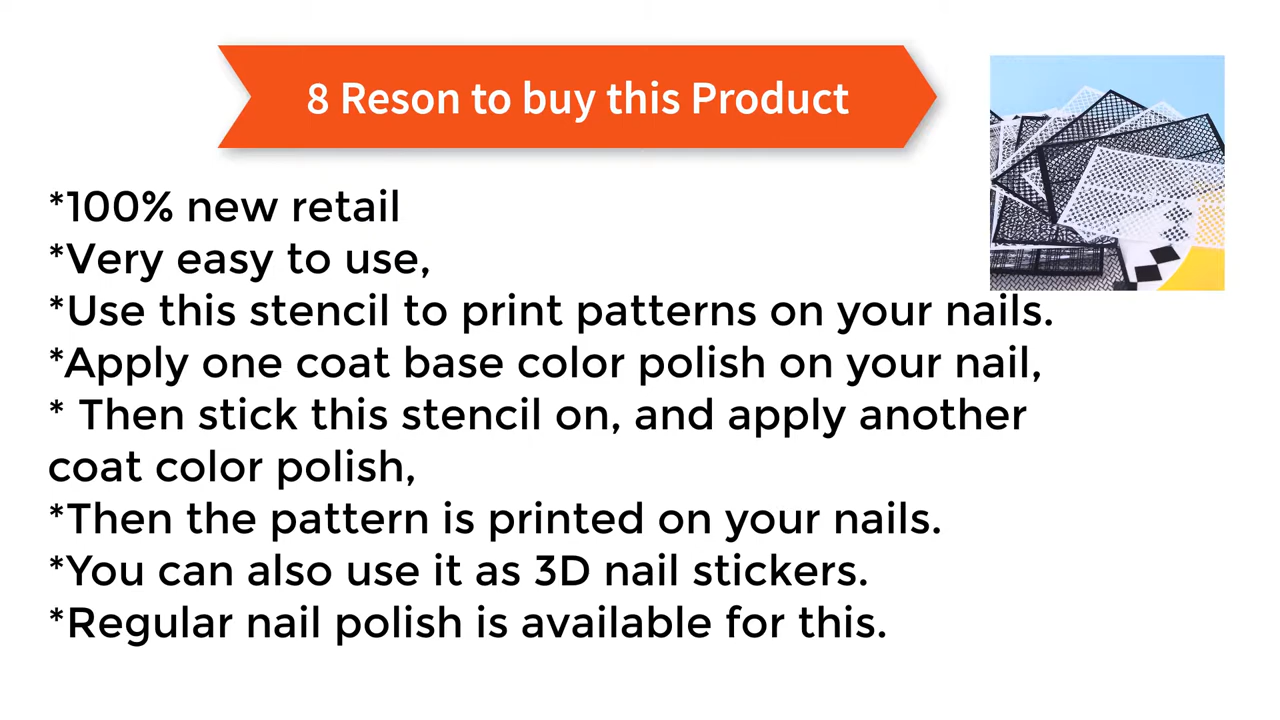 8 Reson to buy this Product
*100% new retail
*Very easy to use,
*Use this stencil to print patterns on your nails.
*Apply one coat base color polish on your nail,
* Then stick this stencil on, and apply another
coat color polish,
*Then the pattern is printed on your nails.
*You can also use it as 3D nail stickers.
*Regular nail polish is available for this.